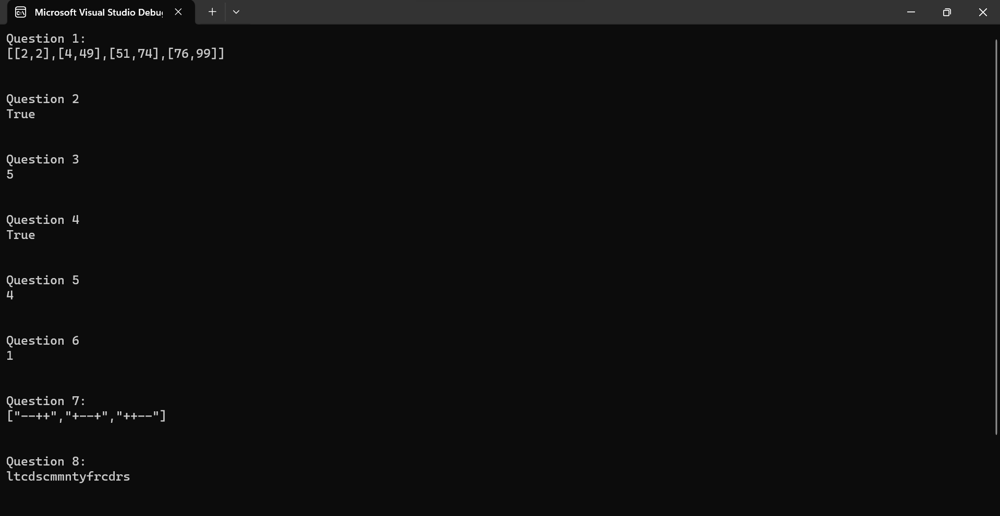 Microsoft Visual Studio Debu
Question 1:
[[2,2],[4,49],[51,74],[76,99]]
Question 2
True
Question 3
5
Question 4
True
Question 5
4
Question 6
1
Question 7:
["--++","+--+","++--"]
Question 8:
ltcdscmmntyfrcdrs